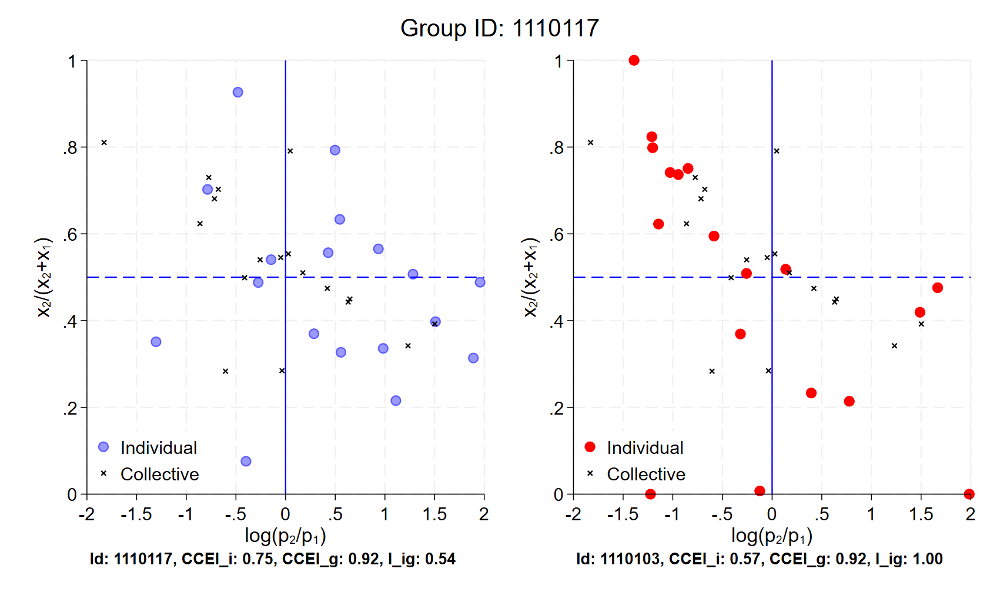 Group ID: 1110117
x₂/(x₂+x₁)
1
.8
.6
.4
.2
0
Individual
Collective
-2 -1.5 -1 -.5 0 .5 1 1.5 2
log(p₂/p₁)
Id: 1110117, CCEI_i: 0.75, CCEI_g: 0.92, I_ig: 0.54
x₂/(x₂+x₁)
1
.8
.6
.4
.2
0
Individual
Collective
-2 -1.5 -1 -.5 0 .5 1 1.5 2
log(p₂/p₁)
Id: 1110103, CCEI_i: 0.57, CCEI_g: 0.92, I_ig: 1.00